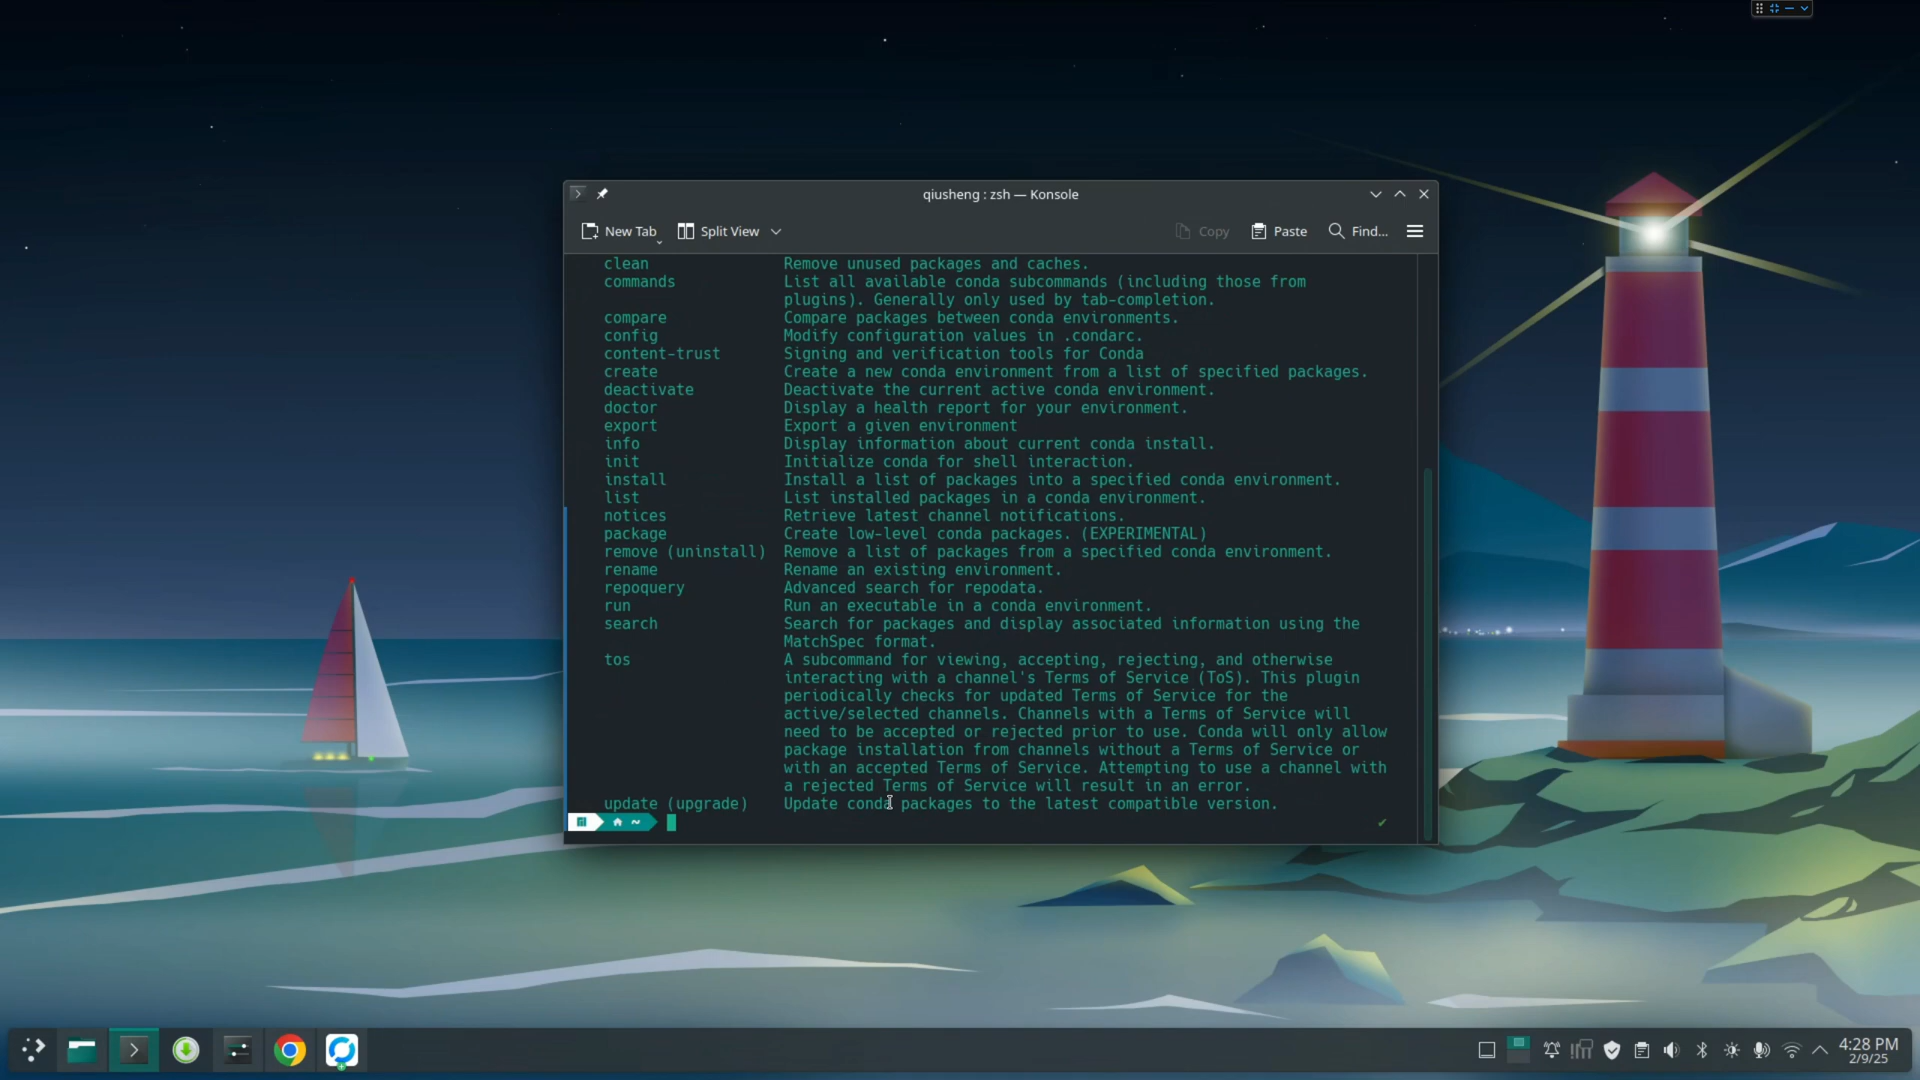 qiusheng : zsh — Konsole
New Tab Split View Copy Paste Find...
clean Remove unused packages and caches.
commands List all available conda subcommands (including those from
plugins). Generally only used by tab-completion.
compare Compare packages between conda environments.
config Modify configuration values in .condarc.
content-trust Signing and verification tools for Conda
create Create a new conda environment from a list of specified packages.
deactivate Deactivate the current active conda environment.
doctor Display a health report for your environment.
export Export a given environment
info Display information about current conda install.
init Initialize conda for shell interaction.
install Install a list of packages into a specified conda environment.
list List installed packages in a conda environment.
notices Retrieve latest channel notifications.
package Create low-level conda packages. (EXPERIMENTAL)
remove (uninstall) Remove a list of packages from a specified conda environment.
rename Rename an existing environment.
repoquery Advanced search for repodata.
run Run an executable in a conda environment.
search Search for packages and display associated information using the
MatchSpec format.
tos A subcommand for viewing, accepting, rejecting, and otherwise
interacting with a channel's Terms of Service (ToS). This plugin
periodically checks for updated Terms of Service for the
active/selected channels. Channels with a Terms of Service will
need to be accepted or rejected prior to use. Conda will only allow
package installation from channels without a Terms of Service or
with an accepted Terms of Service. Attempting to use a channel with
a rejected Terms of Service will result in an error.
update (upgrade) Update conda packages to the latest compatible version.
~
4:28 PM
2/9/25